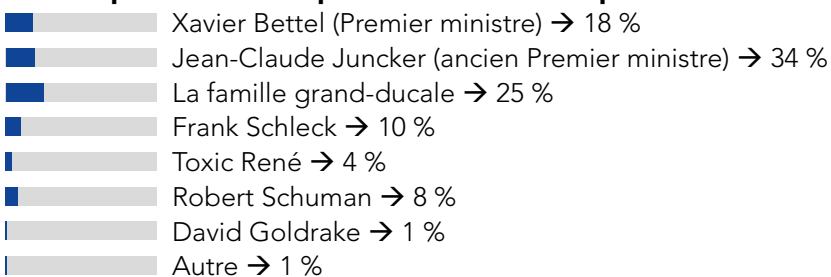 Xavier Bettel (Premier ministre) → 18 %
Jean-Claude Juncker (ancien Premier ministre) → 34 %
La famille grand-ducale → 25 %
Frank Schleck → 10 %
Toxic René → 4 %
Robert Schuman → 8 %
David Goldrake → 1 %
Autre → 1 %